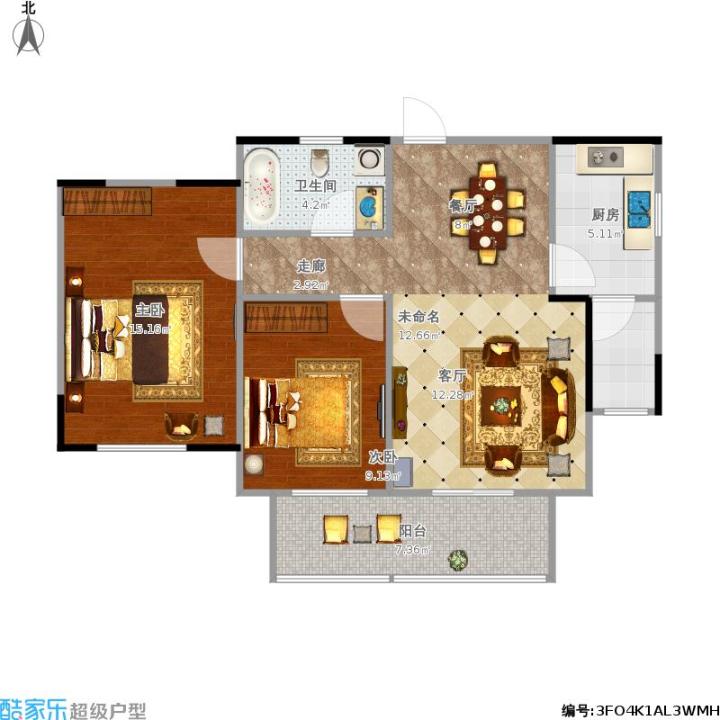 北
卫生间
4.2㎡
餐厅
8㎡
厨房
5.11㎡
走廊
2.92㎡
主卧
15.16㎡
未命名
12.66㎡
客厅
12.28㎡
次卧
9.13㎡
阳台
7.36㎡
酷家乐超级户型
编号:3FO4K1AL3WMH